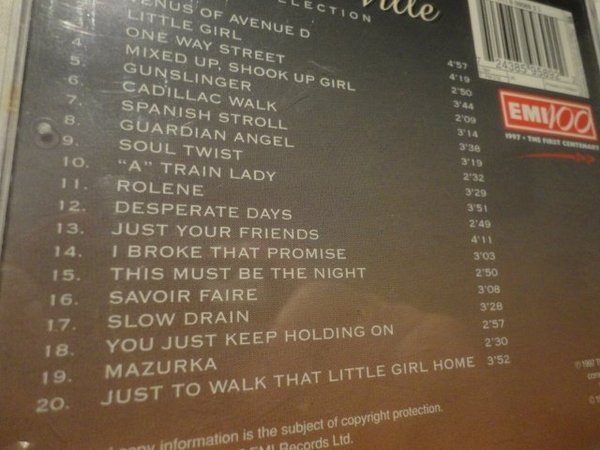 ville
LLECTION
VENUS OF AVENUE D 4'57
LITTLE GIRL 4'19
3. ONE WAY STREET 2'50
4. MIXED UP, SHOOK UP GIRL 3'44
5. GUNSLINGER 2'09
6. CADILLAC WALK 3'14
7. SPANISH STROLL 3'38
8. GUARDIAN ANGEL 3'19
9. SOUL TWIST 2'32
10. “A” TRAIN LADY 3'29
11. ROLENE 3'51
12. DESPERATE DAYS 2'49
13. JUST YOUR FRIENDS 4'11
14. I BROKE THAT PROMISE 3'03
15. THIS MUST BE THE NIGHT 2'50
16. SAVOIR FAIRE 3'08
17. SLOW DRAIN 3'28
18. YOU JUST KEEP HOLDING ON 2'57
19. MAZURKA 2'30
20. JUST TO WALK THAT LITTLE GIRL HOME 3'52
EMI 100
1997 • THE FIRST CENTENARY
℗ 1997 Th
copy information is the subject of copyright protection.
EMI Records Ltd.